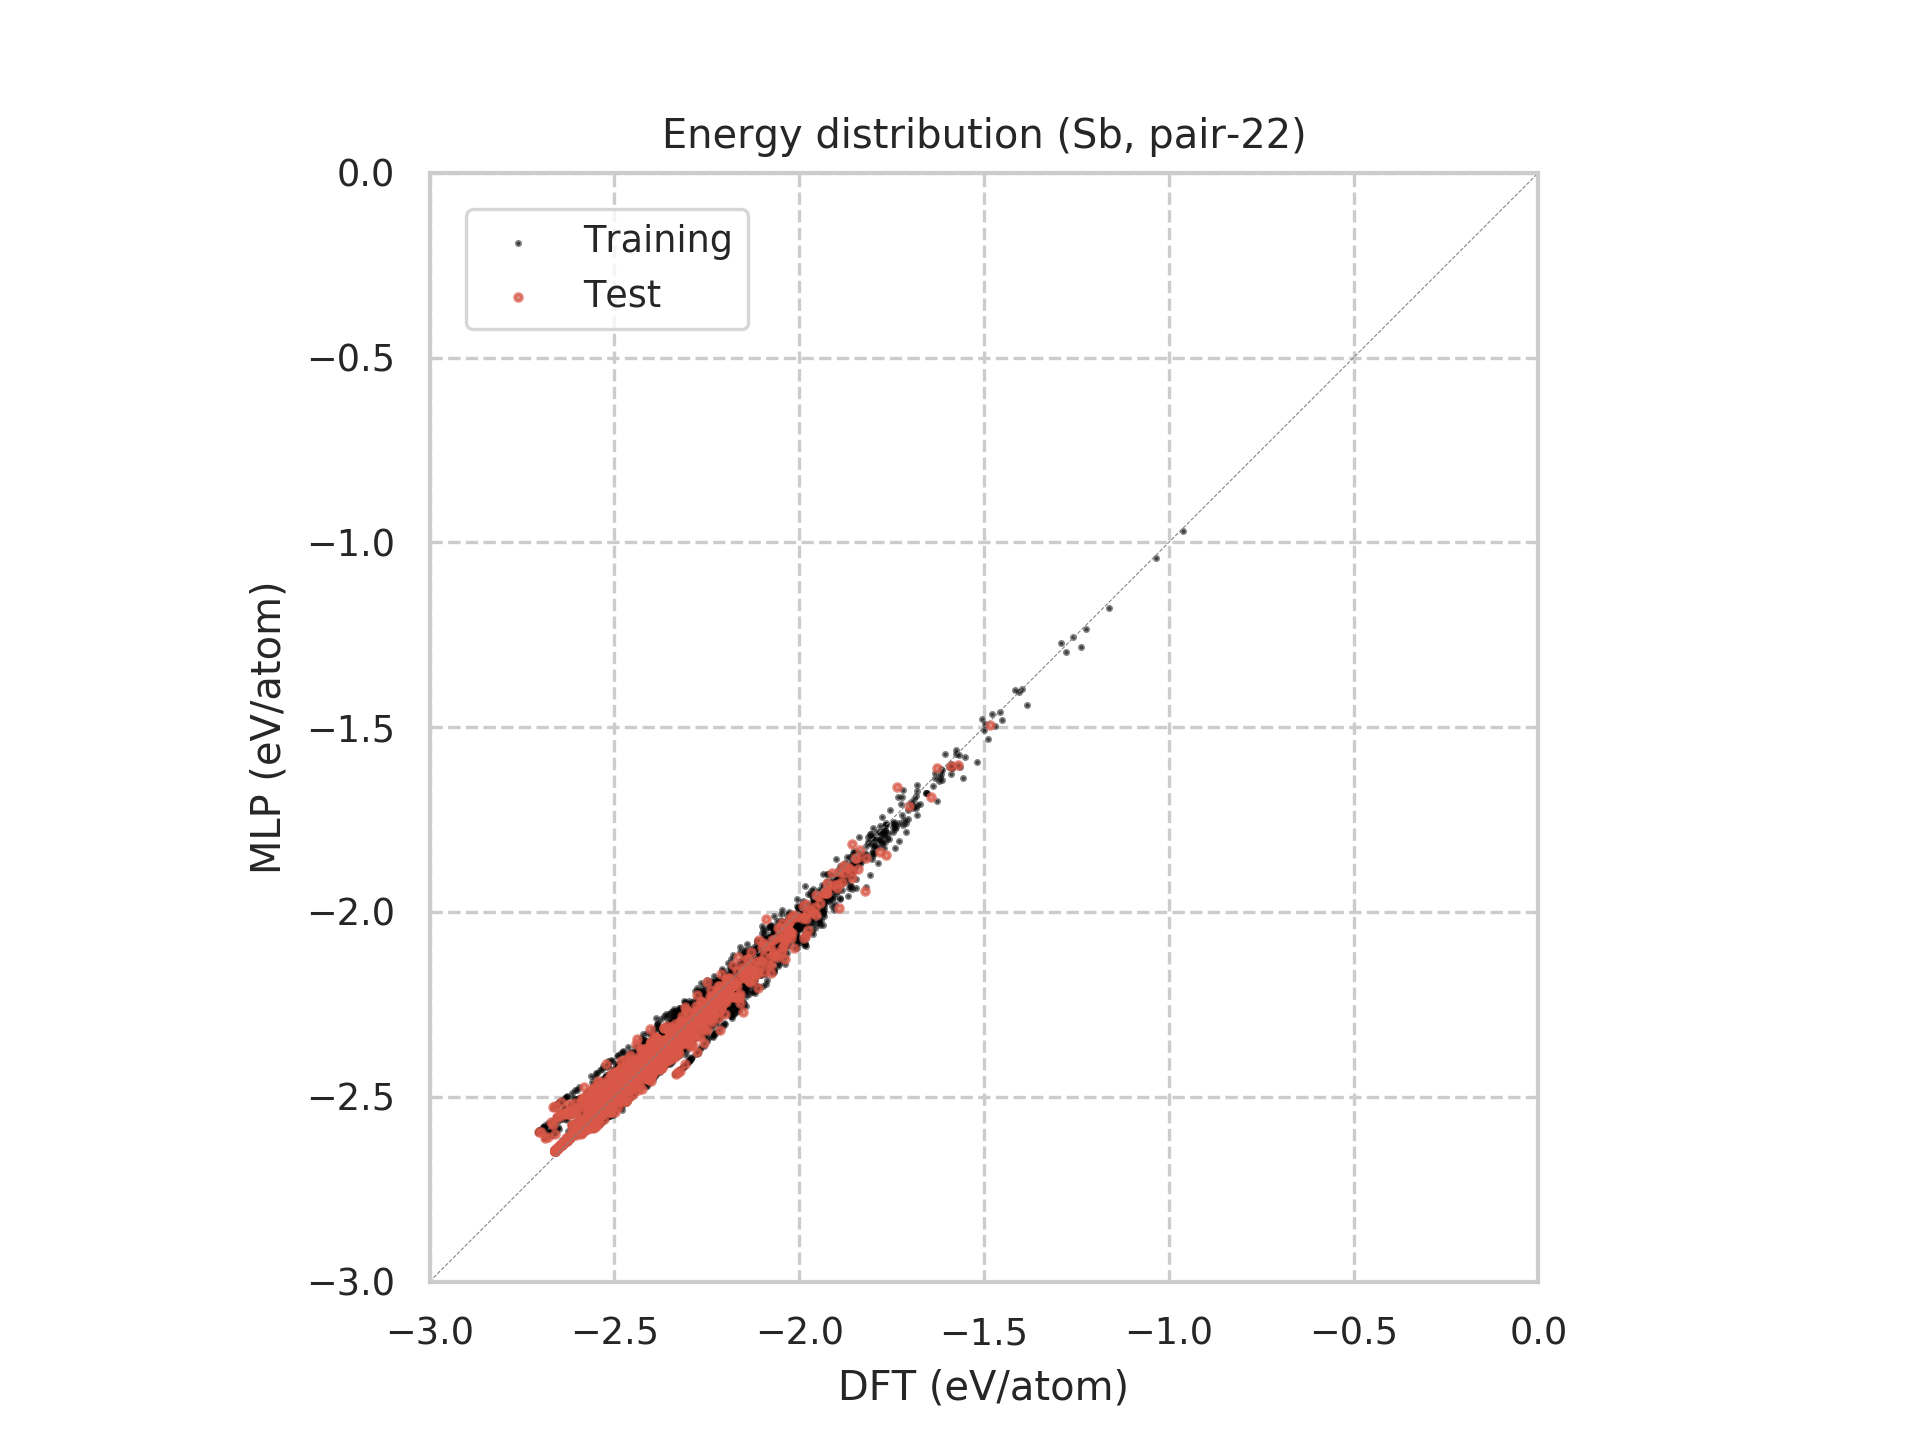 Energy distribution (Sb, pair-22)
0.0
Training
Test
−0.5
−1.0
−1.5
−2.0
−2.5
−3.0
MLP (eV/atom)
−3.0 −2.5 −2.0 −1.5 −1.0 −0.5 0.0
DFT (eV/atom)